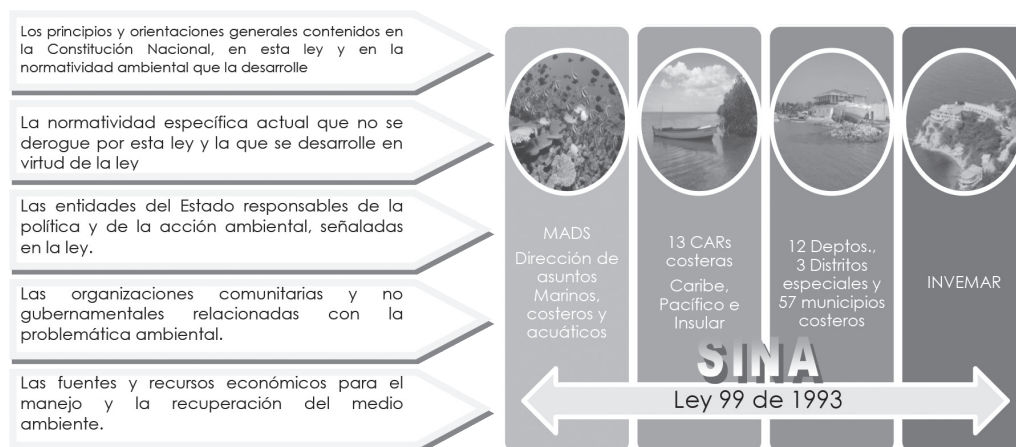 Los principios y orientaciones generales contenidos en
la Constitución Nacional, en esta ley y en la
normatividad ambiental que la desarrolle
La normatividad específica actual que no se
derogue por esta ley y la que se desarrolle en
virtud de la ley
Las entidades del Estado responsables de la
política y de la acción ambiental, señaladas
en la ley.
Las organizaciones comunitarias y no
gubernamentales relacionadas con la
problemática ambiental.
Las fuentes y recursos económicos para el
manejo y la recuperación del medio
ambiente.
MADS
Dirección de
asuntos
Marinos,
costeros y
acuáticos
13 CARs
costeras
Caribe,
Pacífico e
Insular
12 Deptos.,
3 Distritos
especiales y
57 municipios
costeros
INVEMAR
SINA
Ley 99 de 1993